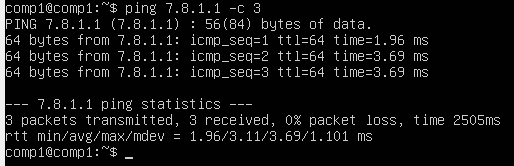 comp1@comp1:~$ ping 7.8.1.1 -c 3
PING 7.8.1.1 (7.8.1.1) : 56(84) bytes of data.
64 bytes from 7.8.1.1: icmp_seq=1 ttl=64 time=1.96 ms
64 bytes from 7.8.1.1: icmp_seq=2 ttl=64 time=3.69 ms
64 bytes from 7.8.1.1: icmp_seq=3 ttl=64 time=3.69 ms

--- 7.8.1.1 ping statistics ---
3 packets transmitted, 3 received, 0% packet loss, time 2505ms
rtt min/avg/max/mdev = 1.96/3.11/3.69/1.101 ms
comp1@comp1:~$ _